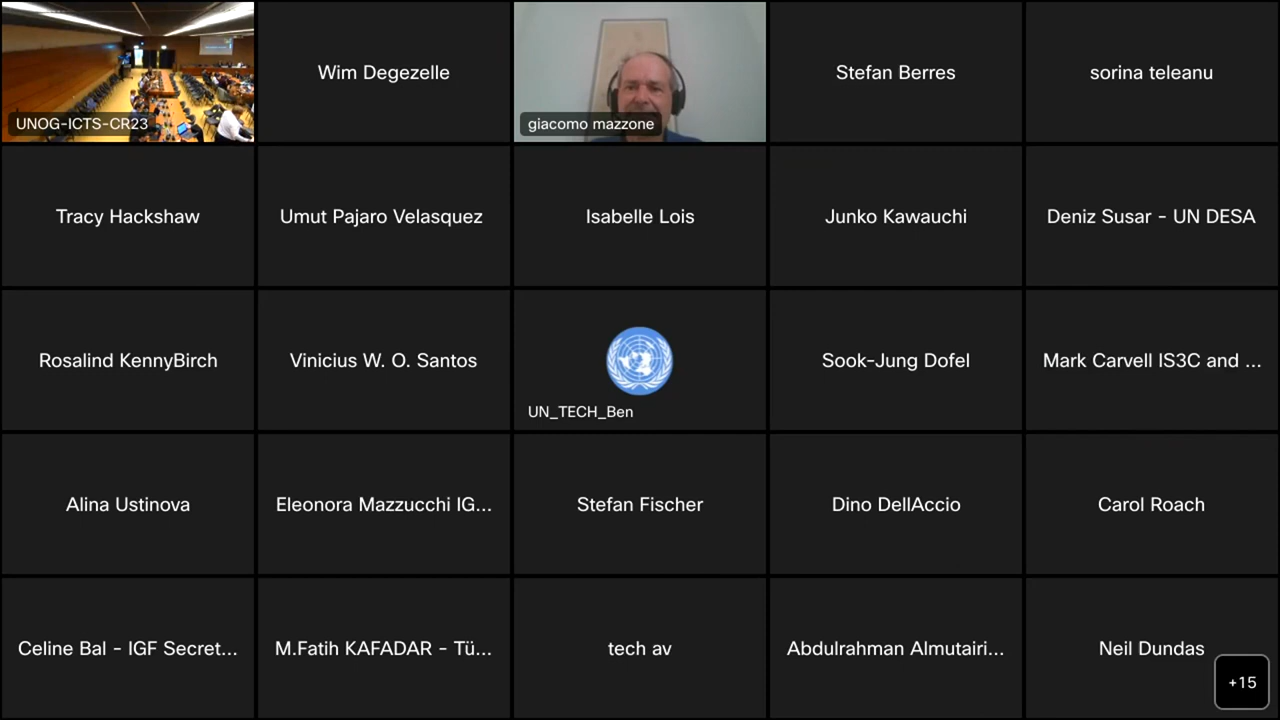 UNOG-ICTS-CR23
Wim Degezelle
giacomo mazzone
Stefan Berres
sorina teleanu
Tracy Hackshaw
Umut Pajaro Velasquez
Isabelle Lois
Junko Kawauchi
Deniz Susar - UN DESA
Rosalind KennyBirch
Vinicius W. O. Santos
UN_TECH_Ben
Sook-Jung Dofel
Mark Carvell IS3C and ...
Alina Ustinova
Eleonora Mazzucchi IG...
Stefan Fischer
Dino DellAccio
Carol Roach
Celine Bal - IGF Secret...
M.Fatih KAFADAR - Tü...
tech av
Abdulrahman Almutairi...
Neil Dundas
+15